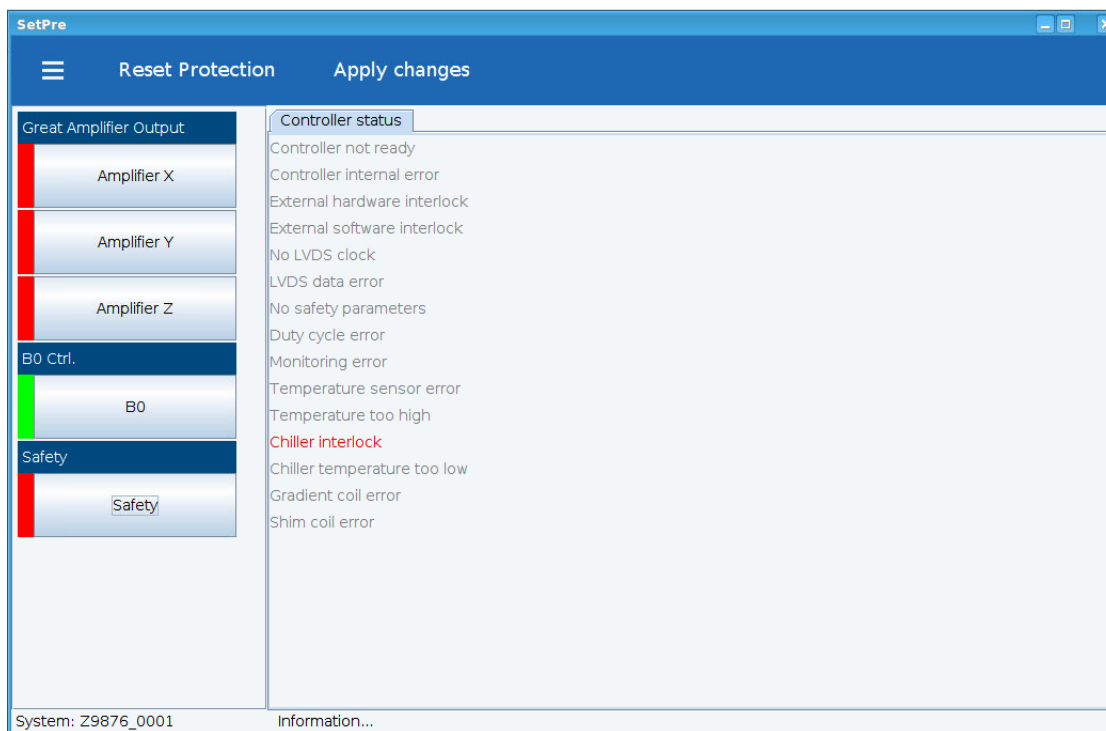 SetPre
Reset Protection Apply changes
Great Amplifier Output
Amplifier X
Amplifier Y
Amplifier Z
B0 Ctrl.
B0
Safety
Safety
Controller status
Controller not ready
Controller internal error
External hardware interlock
External software interlock
No LVDS clock
LVDS data error
No safety parameters
Duty cycle error
Monitoring error
Temperature sensor error
Temperature too high
Chiller interlock
Chiller temperature too low
Gradient coil error
Shim coil error
System: Z9876_0001 Information...